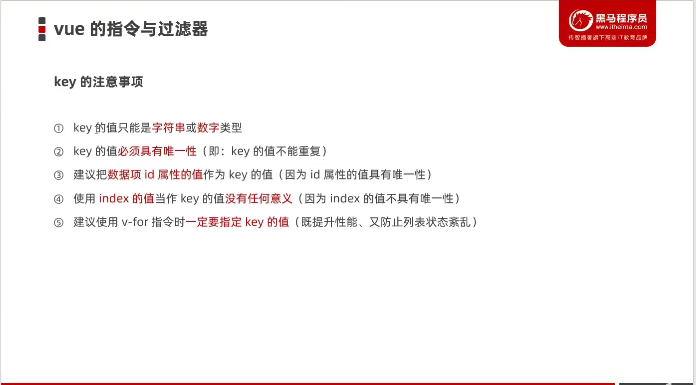 vue 的指令与过滤器
黑马程序员
www.itheima.com
传智播客旗下高端IT教育品牌
key 的注意事项
① key 的值只能是字符串或数字类型
② key 的值必须具有唯一性（即：key 的值不能重复）
③ 建议把数据项 id 属性的值作为 key 的值（因为 id 属性的值具有唯一性）
④ 使用 index 的值当作 key 的值没有任何意义（因为 index 的值不具有唯一性）
⑤ 建议使用 v-for 指令时一定要指定 key 的值（既提升性能、又防止列表状态紊乱）